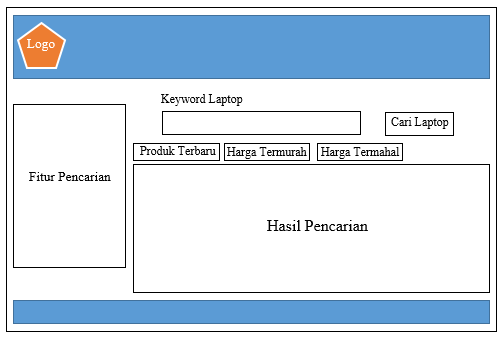 Logo
Keyword Laptop
Cari Laptop
Produk Terbaru
Harga Termurah
Harga Termahal
Fitur Pencarian
Hasil Pencarian